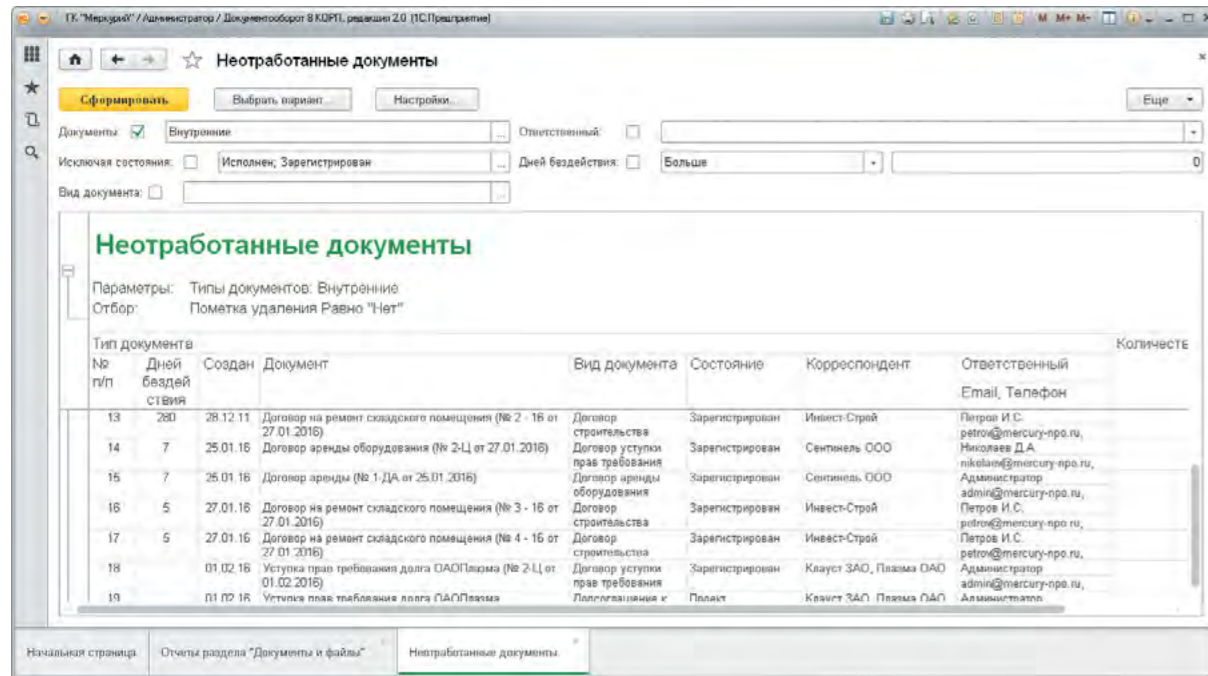 ГК. "Меркурий" / Администратор / Документооборот 8 КОРП, редакция 2.0 (1С:Предприятие)
M M+ M-
Неотработанные документы
Сформировать Выбрать вариант... Настройки... Еще
Документы: Внутренние ... Ответственный:
Исключая состояния: Исполнен; Зарегистрирован ... Дней бездействия: Больше 0
Вид документа: ...
Неотработанные документы
Параметры: Типы документов: Внутренние
Отбор: Пометка удаления Равно "Нет"
Тип документа Количеств
№ Дней Создан Документ Вид документа Состояние Корреспондент Ответственный
п/п бездей
ствия Email, Телефон
13 280 28.12.11 Договор на ремонт складского помещения (№ 2 - 16 от Договор Зарегистрирован Инвест-Строй Петров И.С.
27.01.2016) строительства petrov@mercury-npo.ru,
14 7 25.01.16 Договор аренды оборудования (№ 2-Ц от 27.01.2016) Договор уступки Зарегистрирован Сентинель ООО Николаев Д.А.
прав требования nikolaev@mercury-npo.ru,
15 7 25.01.16 Договор аренды (№ 1-ДА от 25.01.2016) Договор аренды Зарегистрирован Сентинель ООО Администратор
оборудования admin@mercury-npo.ru,
16 5 27.01.16 Договор на ремонт складского помещения (№ 3 - 16 от Договор Зарегистрирован Инвест-Строй Петров И.С.
27.01.2016) строительства petrov@mercury-npo.ru,
17 5 27.01.16 Договор на ремонт складского помещения (№ 4 - 16 от Договор Зарегистрирован Инвест-Строй Петров И.С.
27.01.2016) строительства petrov@mercury-npo.ru,
18 01.02.16 Уступка прав требования долга ОАОПлазма (№ 2-Ц от Договор уступки Зарегистрирован Клауст ЗАО, Плазма ОАО Администратор
01.02.2016) прав требования admin@mercury-npo.ru,
19 01.02.16 Уступка прав требования долга ОАОПлазма Допсоглашение к Проект Клауст ЗАО, Плазма ОАО Администратор
Начальная страница Отчеты раздела "Документы и файлы" Неотработанные документы